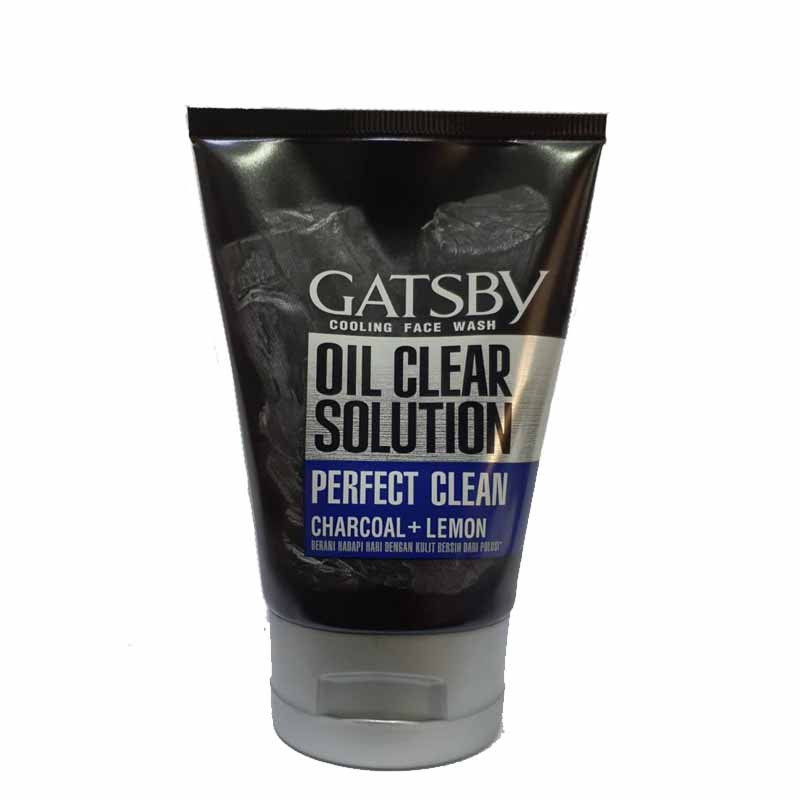 GATSBY
COOLING FACE WASH
OIL CLEAR
SOLUTION
PERFECT CLEAN
CHARCOAL + LEMON
BERANI HADAPI HARI DENGAN KULIT BERSIH DARI POLUSI*